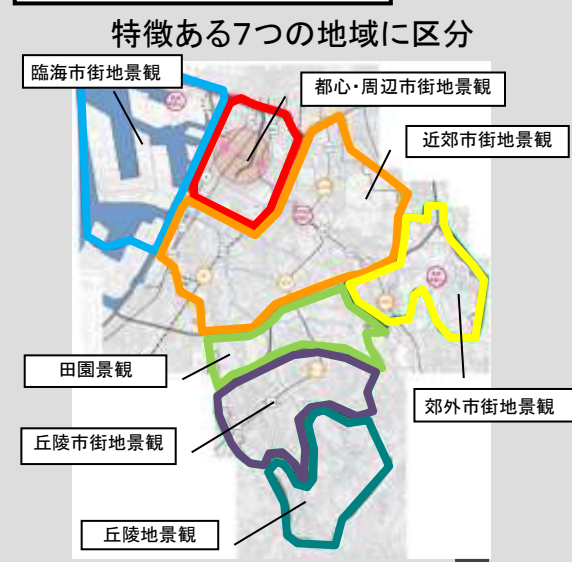 特徴ある7つの地域に区分
臨海市街地景観
都心・周辺市街地景観
近郊市街地景観
田園景観
郊外市街地景観
丘陵市街地景観
丘陵地景観